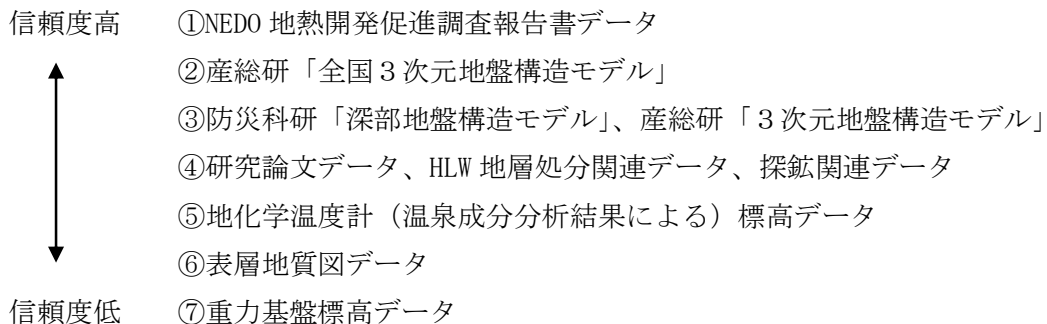 信頼度高 ①NEDO 地熱開発促進調査報告書データ
②産総研「全国３次元地盤構造モデル」
③防災科研「深部地盤構造モデル」、産総研「３次元地盤構造モデル」
④研究論文データ、HLW 地層処分関連データ、探鉱関連データ
⑤地化学温度計（温泉成分分析結果による）標高データ
⑥表層地質図データ
信頼度低 ⑦重力基盤標高データ